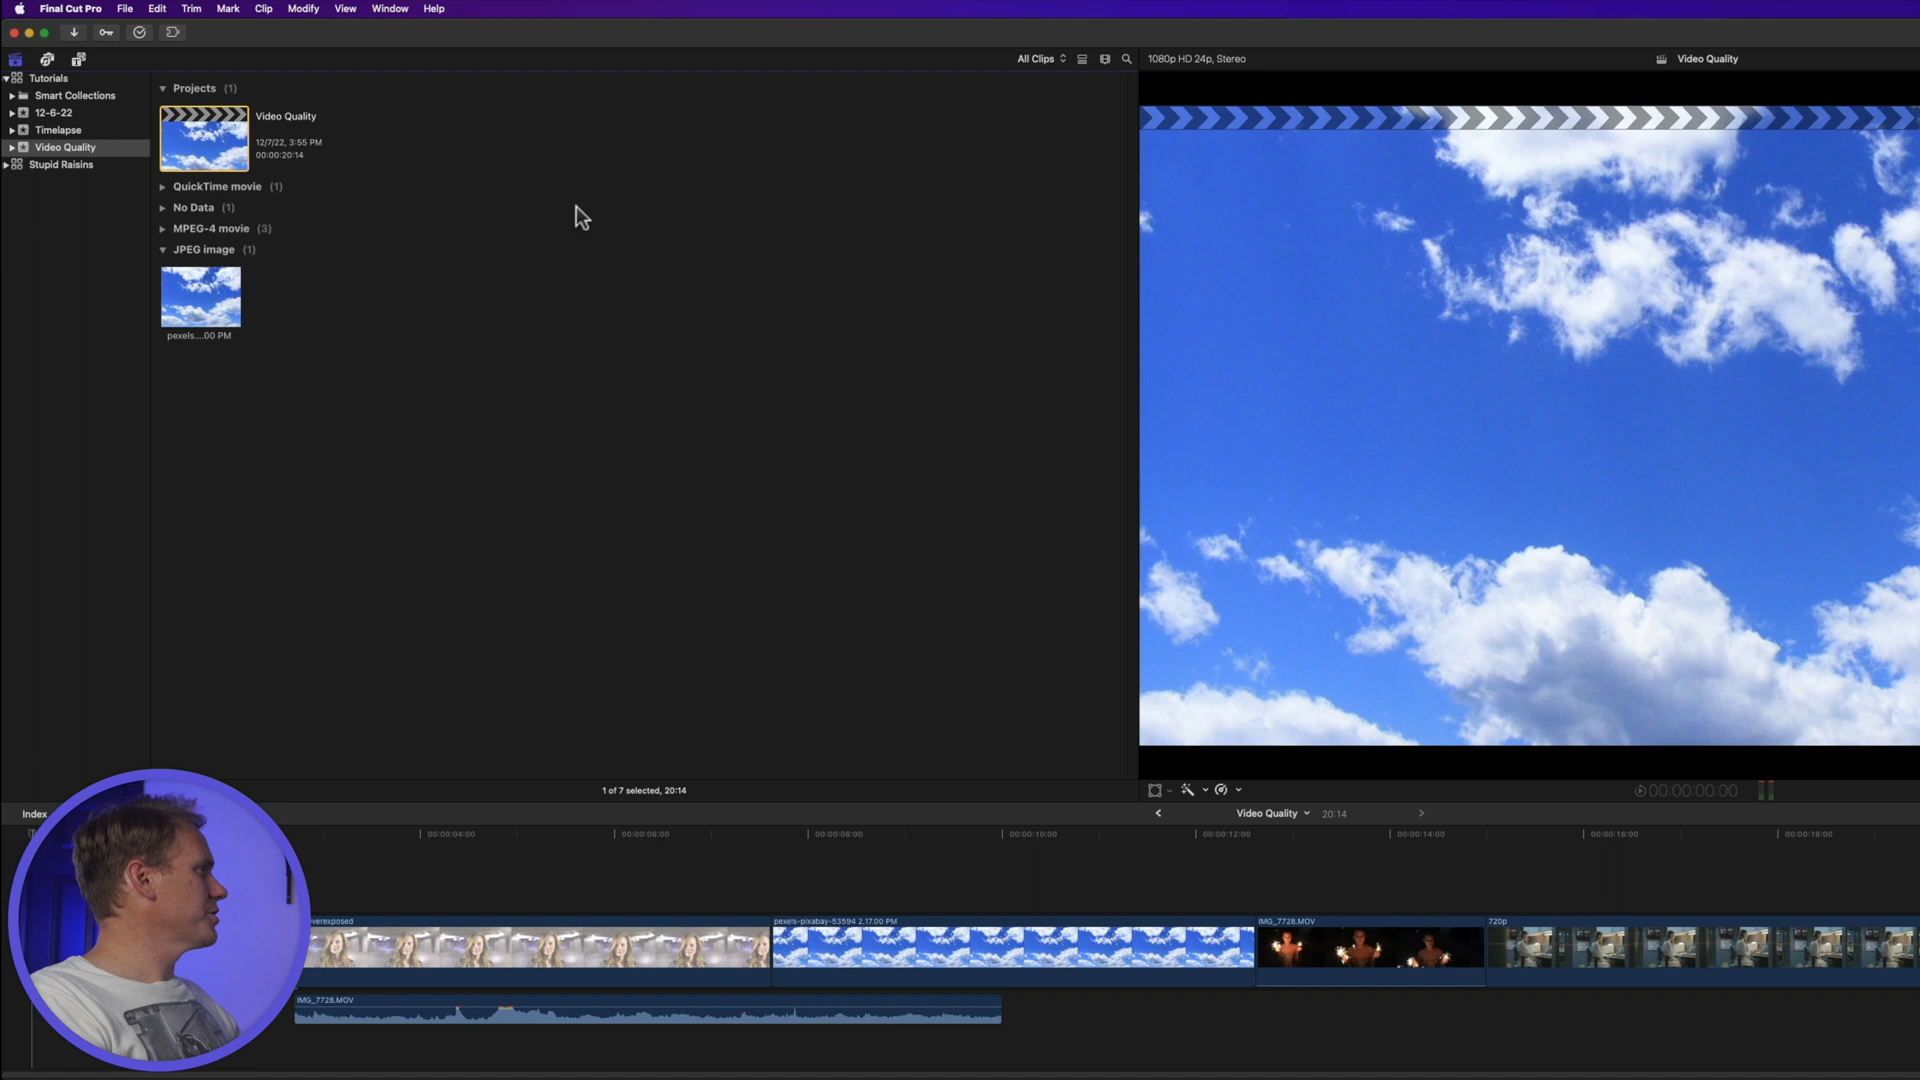 Final Cut Pro File Edit Trim Mark Clip Modify View Window Help
All Clips
1080p HD 24p, Stereo
Video Quality
Tutorials
Smart Collections
12-6-22
Timelapse
Video Quality
Stupid Raisins
Projects (1)
Video Quality
12/7/22, 3:55 PM
00:00:20:14
QuickTime movie (1)
No Data (1)
MPEG-4 movie (3)
JPEG image (1)
pexels....00 PM
1 of 7 selected, 20:14
00:00:00:00
Index
Video Quality 20:14
00:00:04:00 00:00:06:00 00:00:08:00 00:00:10:00 00:00:12:00 00:00:14:00 00:00:16:00 00:00:18:00
verexposed
pexels-pixabay-53594 2.17.00 PM
IMG_7728.MOV
720p
IMG_7728.MOV